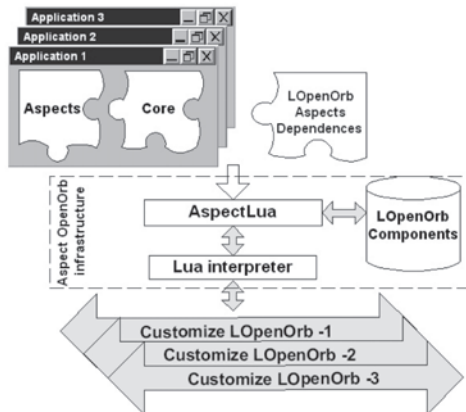 Application 3
Application 2
Application 1
Aspects
Core
LOpenOrb
Aspects
Dependences
Aspect OpenOrb
infrastructure
AspectLua
LOpenOrb
Components
Lua interpreter
Customize LOpenOrb -1
Customize LOpenOrb -2
Customize LOpenOrb -3